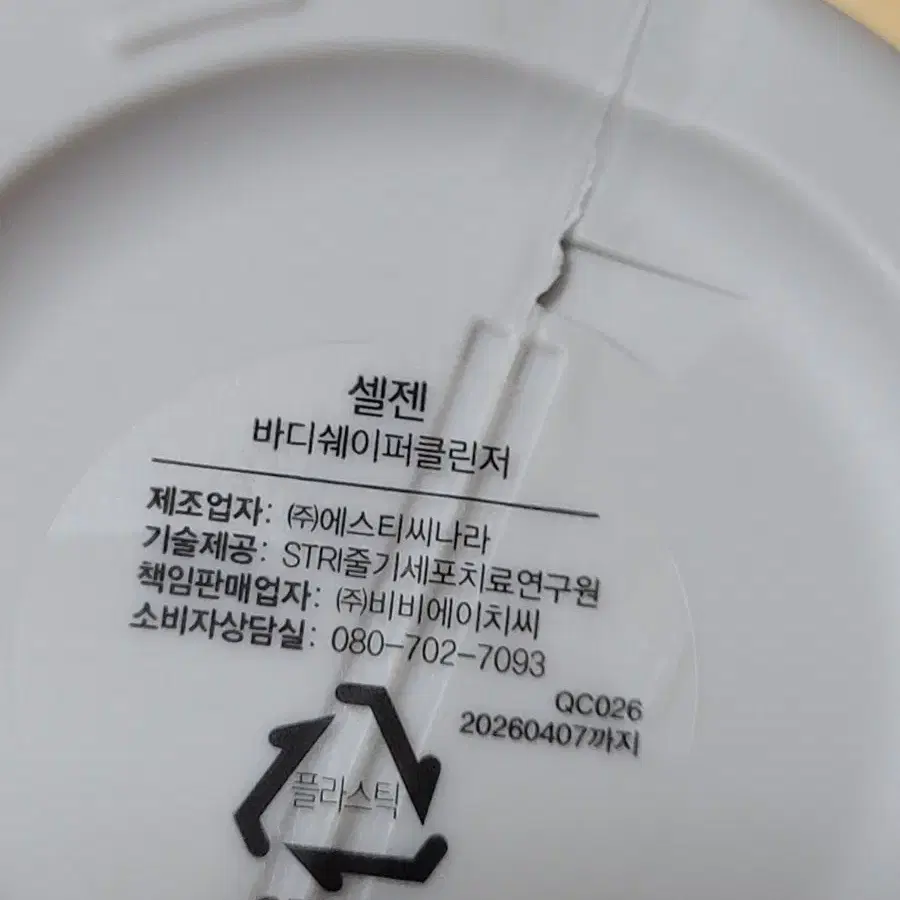 셀젠
바디쉐이퍼클린저
제조업자: ㈜에스티씨나라
기술제공: STRI줄기세포치료연구원
책임판매업자: ㈜비비에이치씨
소비자상담실: 080-702-7093
QC026
20260407까지
플라스틱